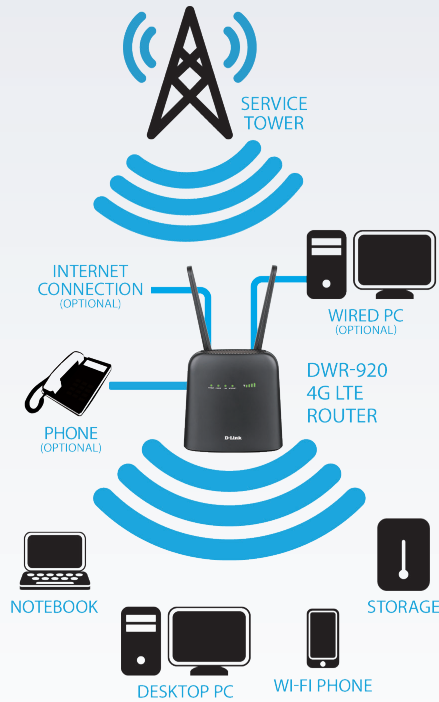 SERVICE
TOWER
INTERNET
CONNECTION
(OPTIONAL)
WIRED PC
(OPTIONAL)
DWR-920
4G LTE
ROUTER
D-Link
PHONE
(OPTIONAL)
NOTEBOOK
STORAGE
DESKTOP PC
WI-FI PHONE